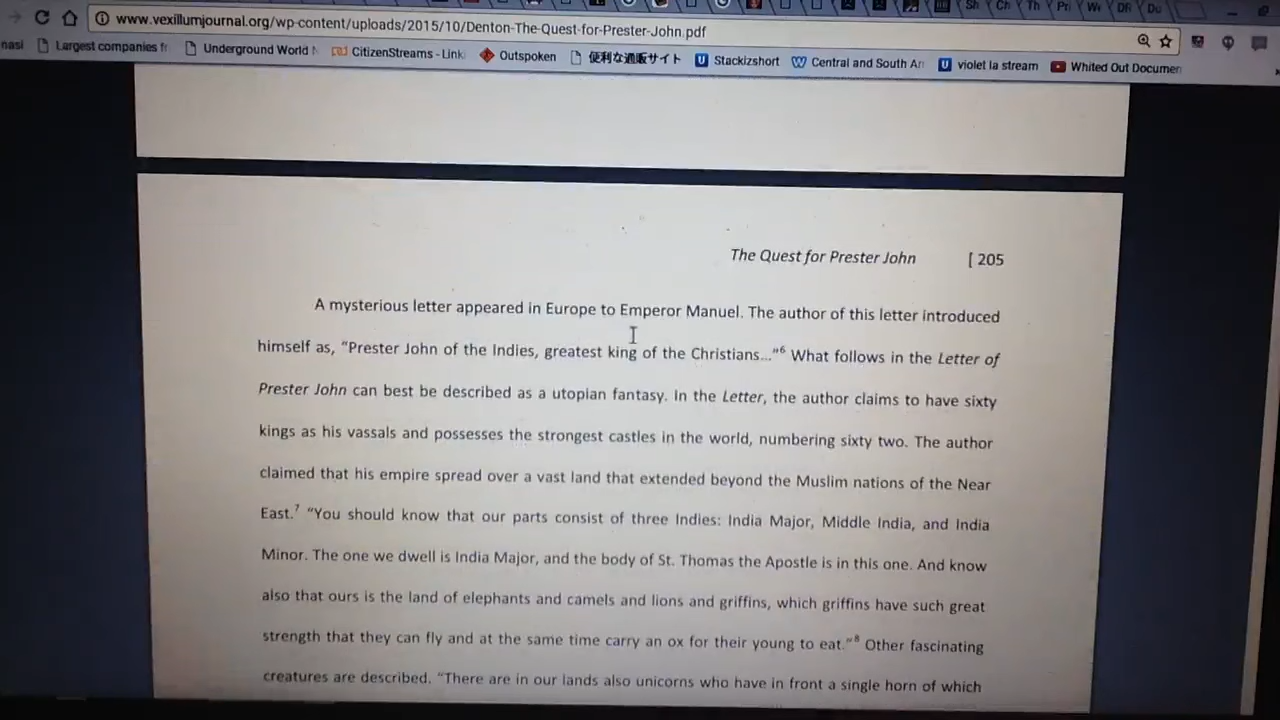 www.vexillumjournal.org/wp-content/uploads/2015/10/Denton-The-Quest-for-Prester-John.pdf
nasi Largest companies fr Underground World N CitizenStreams - Link Outspoken 便利な通販サイト Stackizshort Central and South Am violet la stream Whited Out Documen
The Quest for Prester John [ 205
A mysterious letter appeared in Europe to Emperor Manuel. The author of this letter introduced
himself as, “Prester John of the Indies, greatest king of the Christians…”6 What follows in the Letter of
Prester John can best be described as a utopian fantasy. In the Letter, the author claims to have sixty
kings as his vassals and possesses the strongest castles in the world, numbering sixty two. The author
claimed that his empire spread over a vast land that extended beyond the Muslim nations of the Near
East.7 “You should know that our parts consist of three Indies: India Major, Middle India, and India
Minor. The one we dwell is India Major, and the body of St. Thomas the Apostle is in this one. And know
also that ours is the land of elephants and camels and lions and griffins, which griffins have such great
strength that they can fly and at the same time carry an ox for their young to eat.”8 Other fascinating
creatures are described. “There are in our lands also unicorns who have in front a single horn of which